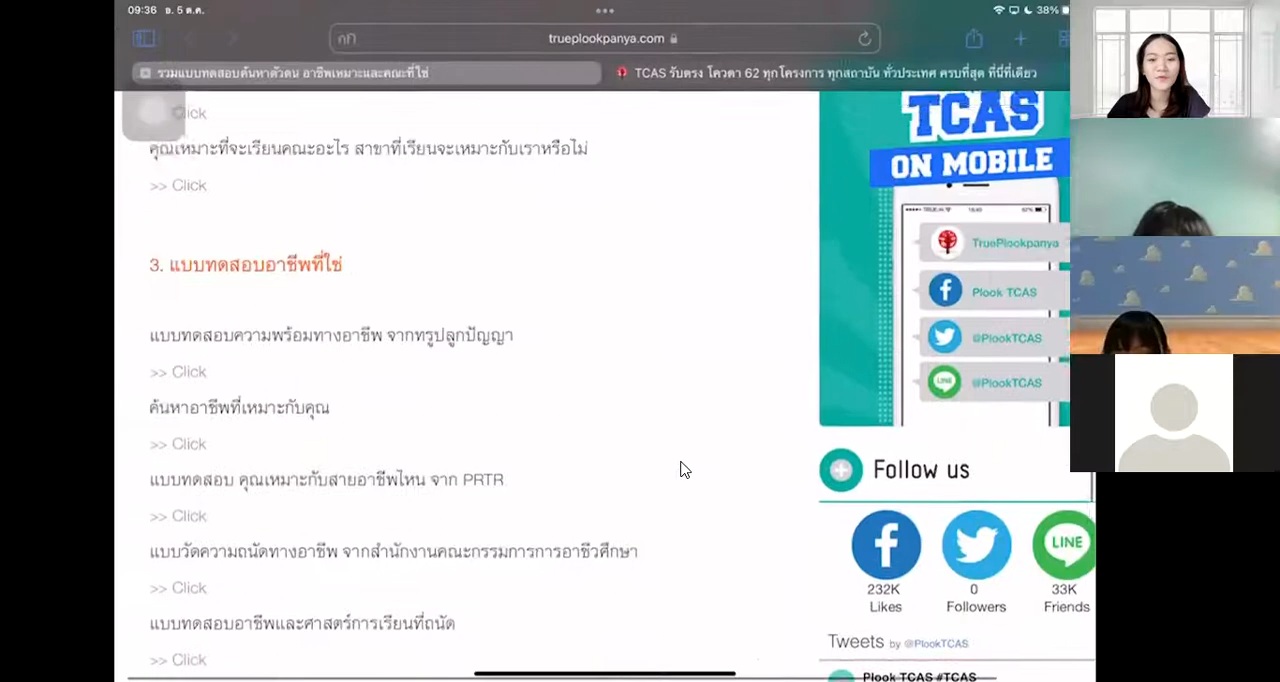 09:36 อ. 5 ต.ค.
38%
กก
trueplookpanya.com
รวมแบบทดสอบค้นหาตัวตน อาชีพเหมาะและคณะที่ใช่
TCAS รับตรง โควตา 62 ทุกโครงการ ทุกสถาบัน ทั่วประเทศ ครบที่สุด ที่นี่ที่เดียว
Click
คุณเหมาะที่จะเรียนคณะอะไร สาขาที่เรียนจะเหมาะกับเราหรือไม่
>> Click
3. แบบทดสอบอาชีพที่ใช่
แบบทดสอบความพร้อมทางอาชีพ จากทรูปลูกปัญญา
>> Click
ค้นหาอาชีพที่เหมาะกับคุณ
>> Click
แบบทดสอบ คุณเหมาะกับสายอาชีพไหน จาก PRTR
>> Click
แบบวัดความถนัดทางอาชีพ จากสำนักงานคณะกรรมการการอาชีวศึกษา
>> Click
แบบทดสอบอาชีพและศาสตร์การเรียนที่ถนัด
>> Click
TCAS
ON MOBILE
TruePlookpanya
Plook TCAS
@PlookTCAS
LINE
@PlookTCAS
Follow us
LINE
232K
Likes
0
Followers
33K
Friends
Tweets by @PlookTCAS
Plook TCAS #TCAS